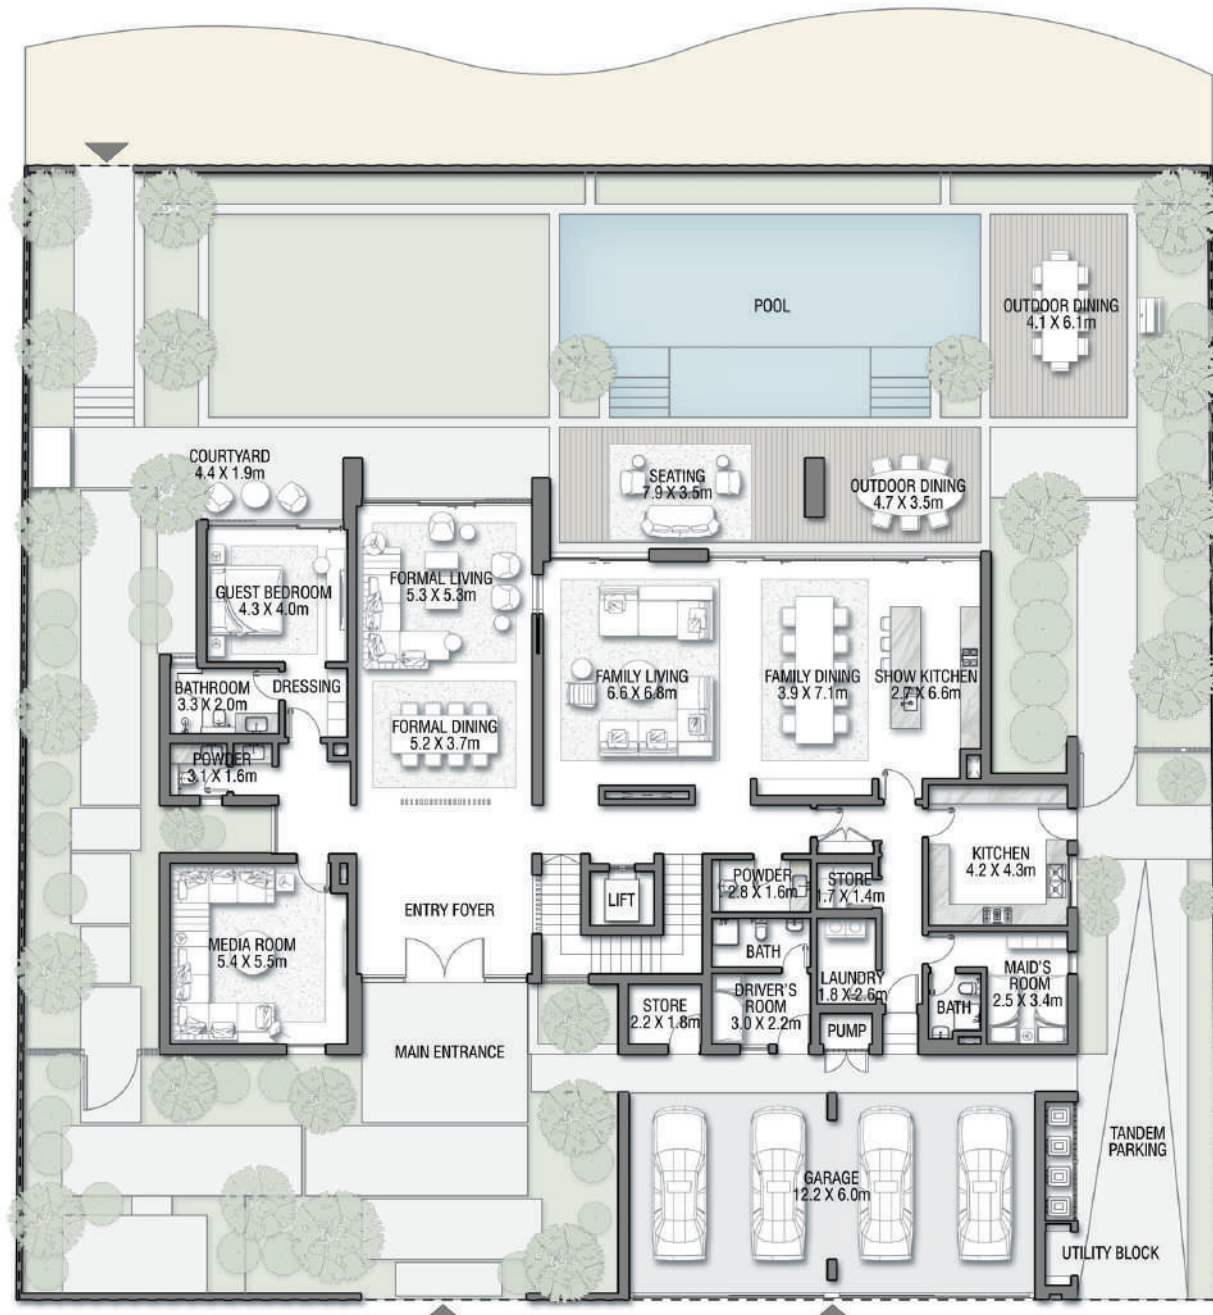 POOL
OUTDOOR DINING
4.1 X 6.1m
COURTYARD
4.4 X 1.9m
SEATING
7.9 X 3.5m
OUTDOOR DINING
4.7 X 3.5m
GUEST BEDROOM
4.3 X 4.0m
FORMAL LIVING
5.3 X 5.3m
BATHROOM
3.3 X 2.0m
DRESSING
FAMILY LIVING
6.6 X 6.8m
FAMILY DINING
3.9 X 7.1m
SHOW KITCHEN
2.7 X 6.6m
FORMAL DINING
5.2 X 3.7m
POWDER
3.1 X 1.6m
KITCHEN
4.2 X 4.3m
POWDER
2.8 X 1.6m
STORE
1.7 X 1.4m
LIFT
ENTRY FOYER
MEDIA ROOM
5.4 X 5.5m
BATH
LAUNDRY
1.8 X 2.6m
MAID'S
ROOM
2.5 X 3.4m
BATH
STORE
2.2 X 1.8m
DRIVER'S
ROOM
3.0 X 2.2m
PUMP
MAIN ENTRANCE
TANDEM
PARKING
GARAGE
12.2 X 6.0m
UTILITY BLOCK